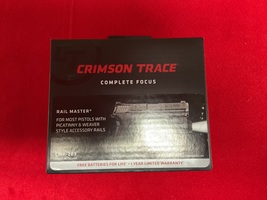 CRIMSON TRACE
COMPLETE FOCUS
RAIL MASTER®
FOR MOST PISTOLS WITH
PICATINNY & WEAVER
STYLE ACCESSORY RAILS
FREE BATTERIES FOR LIFE
YEAR LIMITED WARRANTY